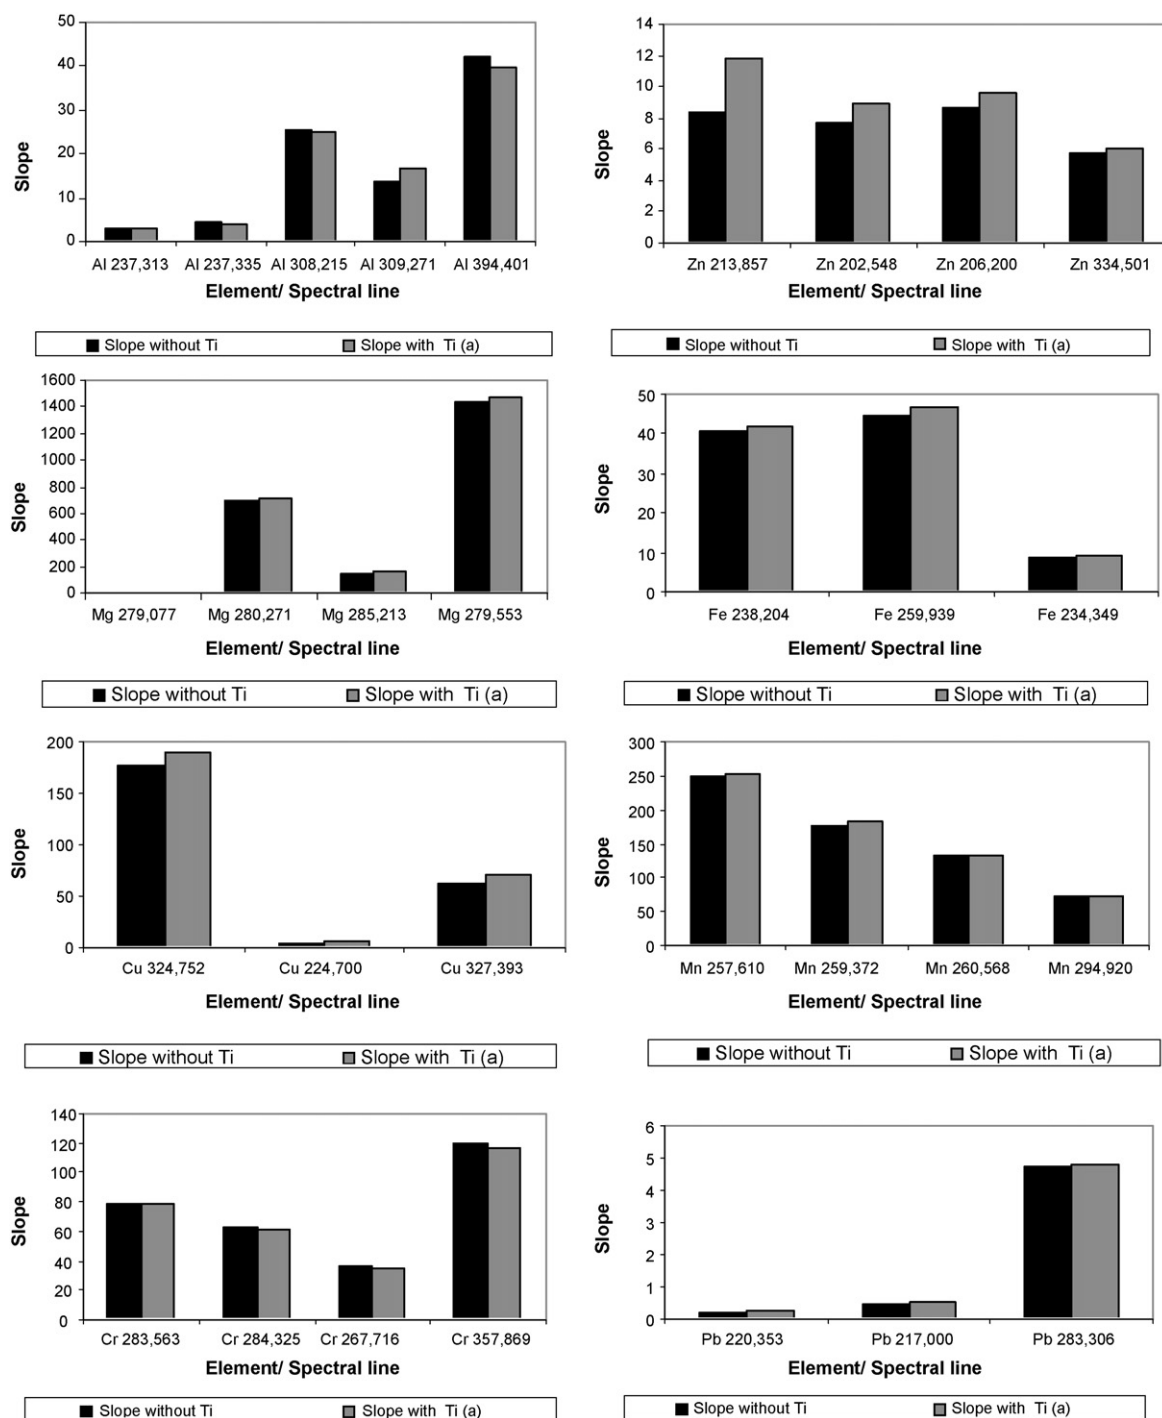 50
40
30
20
10
0
Slope
Al 237,313 Al 237,335 Al 308,215 Al 309,271 Al 394,401
Element/ Spectral line
Slope without Ti Slope with Ti (a)
14
12
10
8
6
4
2
0
Slope
Zn 213,857 Zn 202,548 Zn 206,200 Zn 334,501
Element/ Spectral line
Slope without Ti Slope with Ti (a)
1600
1400
1200
1000
800
600
400
200
0
Slope
Mg 279,077 Mg 280,271 Mg 285,213 Mg 279,553
Element/ Spectral line
Slope without Ti Slope with Ti (a)
50
40
30
20
10
0
Slope
Fe 238,204 Fe 259,939 Fe 234,349
Element/ Spectral line
Slope without Ti Slope with Ti (a)
200
150
100
50
0
Slope
Cu 324,752 Cu 224,700 Cu 327,393
Element/ Spectral line
Slope without Ti Slope with Ti (a)
300
250
200
150
100
50
0
Slope
Mn 257,610 Mn 259,372 Mn 260,568 Mn 294,920
Element/ Spectral line
Slope without Ti Slope with Ti (a)
140
120
100
80
60
40
20
0
Slope
Cr 283,563 Cr 284,325 Cr 267,716 Cr 357,869
Element/ Spectral line
Slope without Ti Slope with Ti (a)
6
5
4
3
2
1
0
Slope
Pb 220,353 Pb 217,000 Pb 283,306
Element/ Spectral line
Slope without Ti Slope with Ti (a)